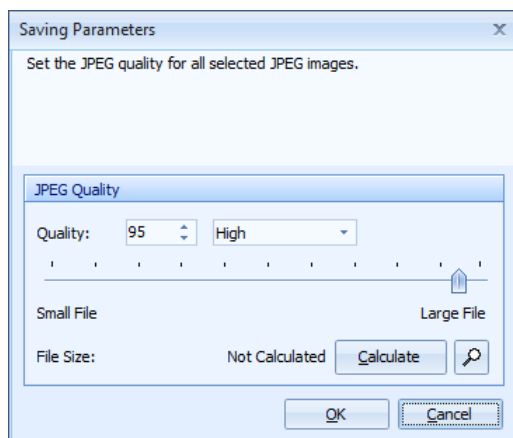 Saving Parameters
Set the JPEG quality for all selected JPEG images.
JPEG Quality
Quality: 95 High
Small File Large File
File Size: Not Calculated Calculate
OK Cancel